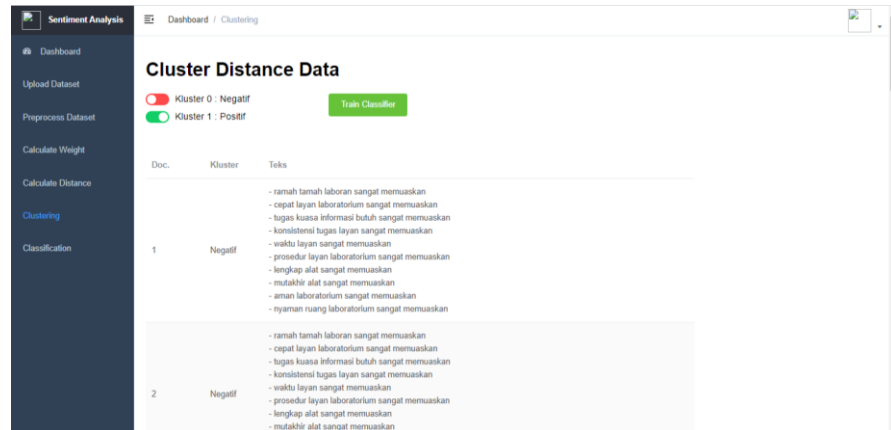 Sentiment Analysis
Dashboard / Clustering
Dashboard
Upload Dataset
Preprocess Dataset
Calculate Weight
Calculate Distance
Clustering
Classification
Cluster Distance Data
Kluster 0 : Negatif
Kluster 1 : Positif
Train Classifier
Doc. Kluster Teks
- ramah tamah laboran sangat memuaskan
- cepat layan laboratorium sangat memuaskan
- tugas kuasa informasi butuh sangat memuaskan
- konsistensi tugas layan sangat memuaskan
1 Negatif - waktu layan sangat memuaskan
- prosedur layan laboratorium sangat memuaskan
- lengkap alat sangat memuaskan
- mutakhir alat sangat memuaskan
- aman laboratorium sangat memuaskan
- nyaman ruang laboratorium sangat memuaskan
- ramah tamah laboran sangat memuaskan
- cepat layan laboratorium sangat memuaskan
- tugas kuasa informasi butuh sangat memuaskan
- konsistensi tugas layan sangat memuaskan
2 Negatif - waktu layan sangat memuaskan
- prosedur layan laboratorium sangat memuaskan
- lengkap alat sangat memuaskan
- mutakhir alat sangat memuaskan